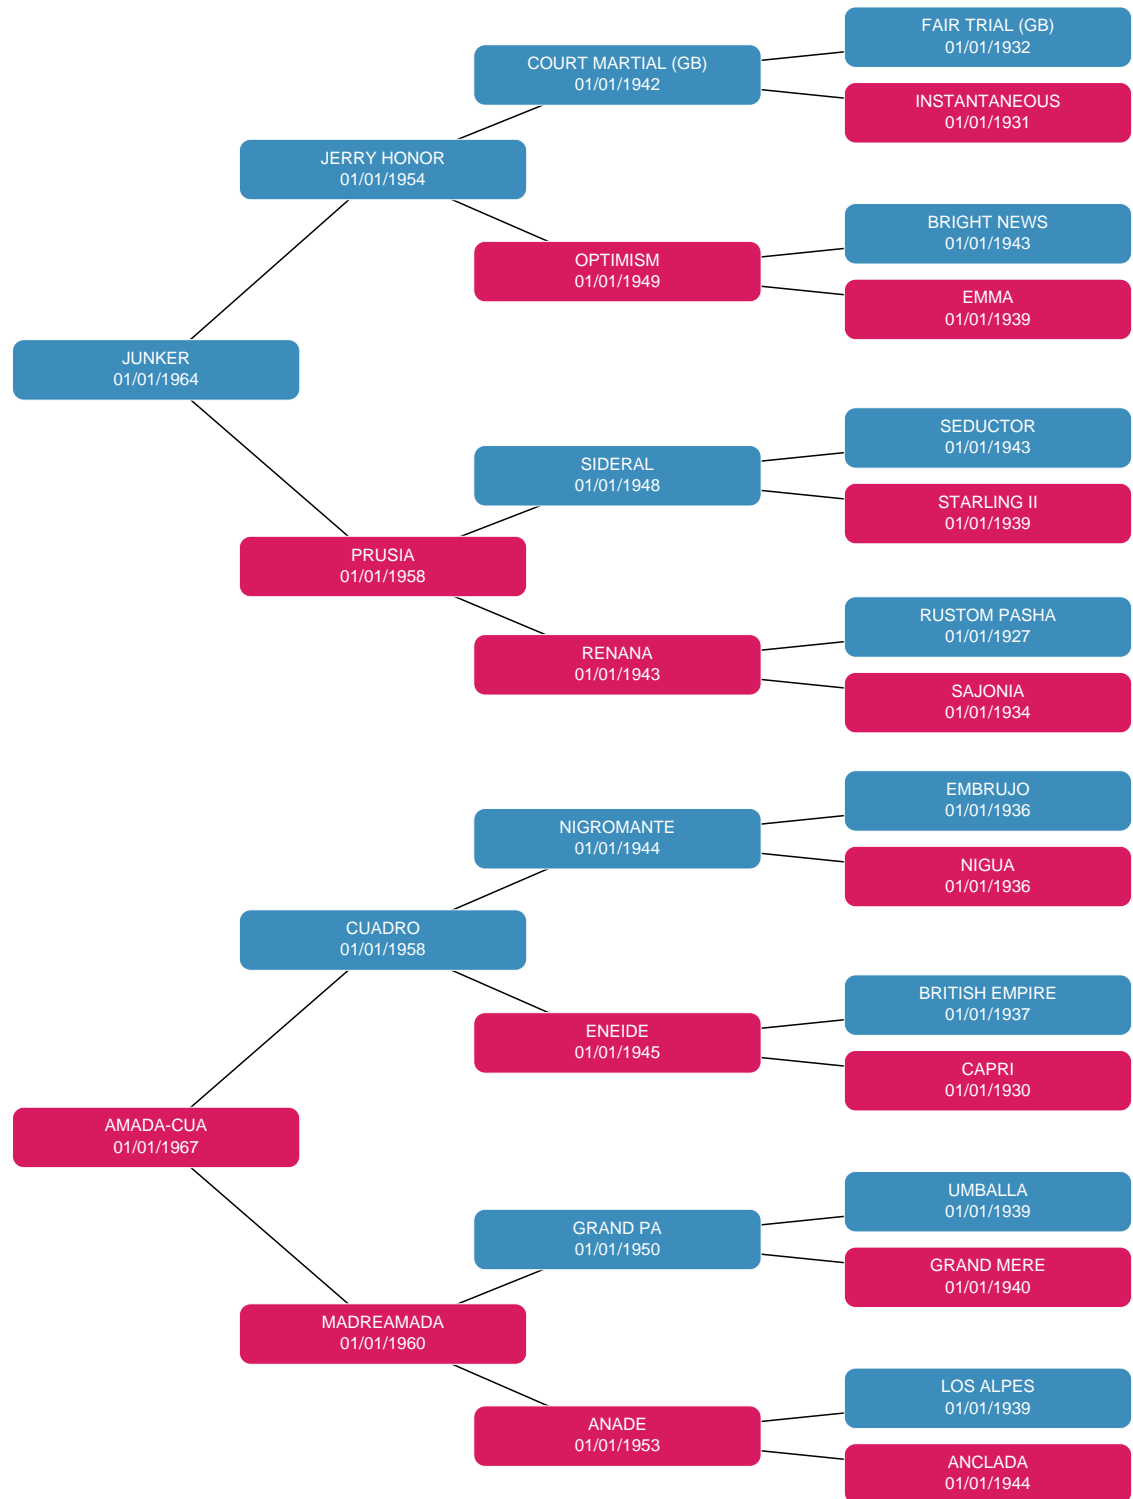 FAIR TRIAL (GB)
01/01/1932
COURT MARTIAL (GB)
01/01/1942
INSTANTANEOUS
01/01/1931
JERRY HONOR
01/01/1954
BRIGHT NEWS
01/01/1943
OPTIMISM
01/01/1949
EMMA
01/01/1939
JUNKER
01/01/1964
SEDUCTOR
01/01/1943
SIDERAL
01/01/1948
STARLING II
01/01/1939
PRUSIA
01/01/1958
RUSTOM PASHA
01/01/1927
RENANA
01/01/1943
SAJONIA
01/01/1934
EMBRUJO
01/01/1936
NIGROMANTE
01/01/1944
NIGUA
01/01/1936
CUADRO
01/01/1958
BRITISH EMPIRE
01/01/1937
ENEIDE
01/01/1945
CAPRI
01/01/1930
AMADA-CUA
01/01/1967
UMBALLA
01/01/1939
GRAND PA
01/01/1950
GRAND MERE
01/01/1940
MADREAMADA
01/01/1960
LOS ALPES
01/01/1939
ANADE
01/01/1953
ANCLADA
01/01/1944